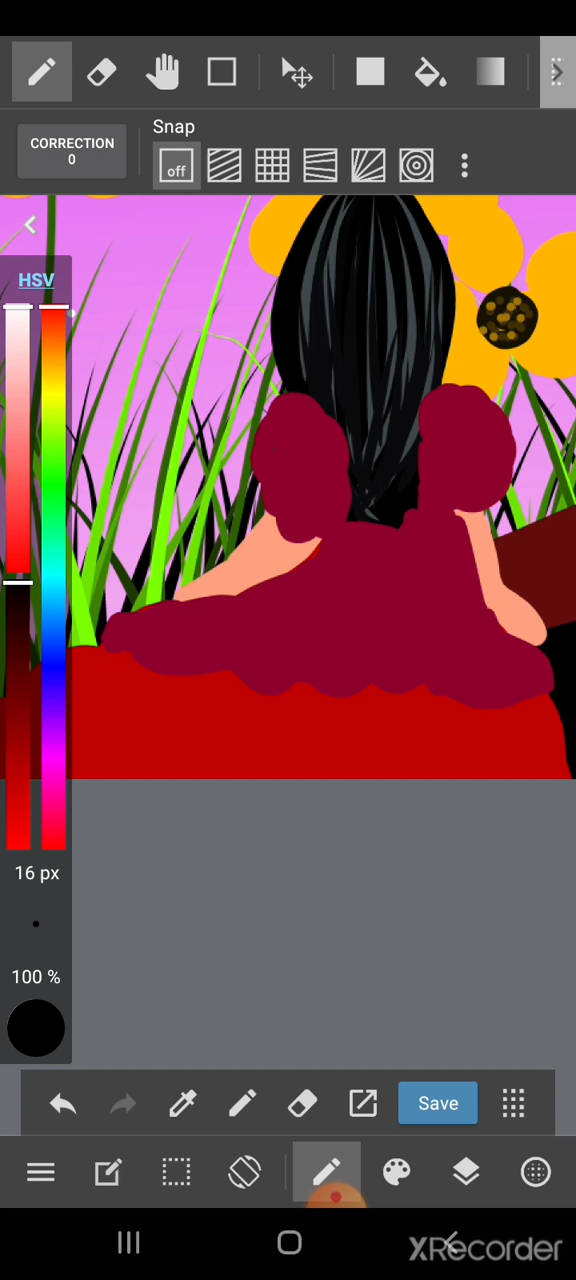 Snap
CORRECTION
0
off
HSV
16 px
100 %
Save
XRecorder